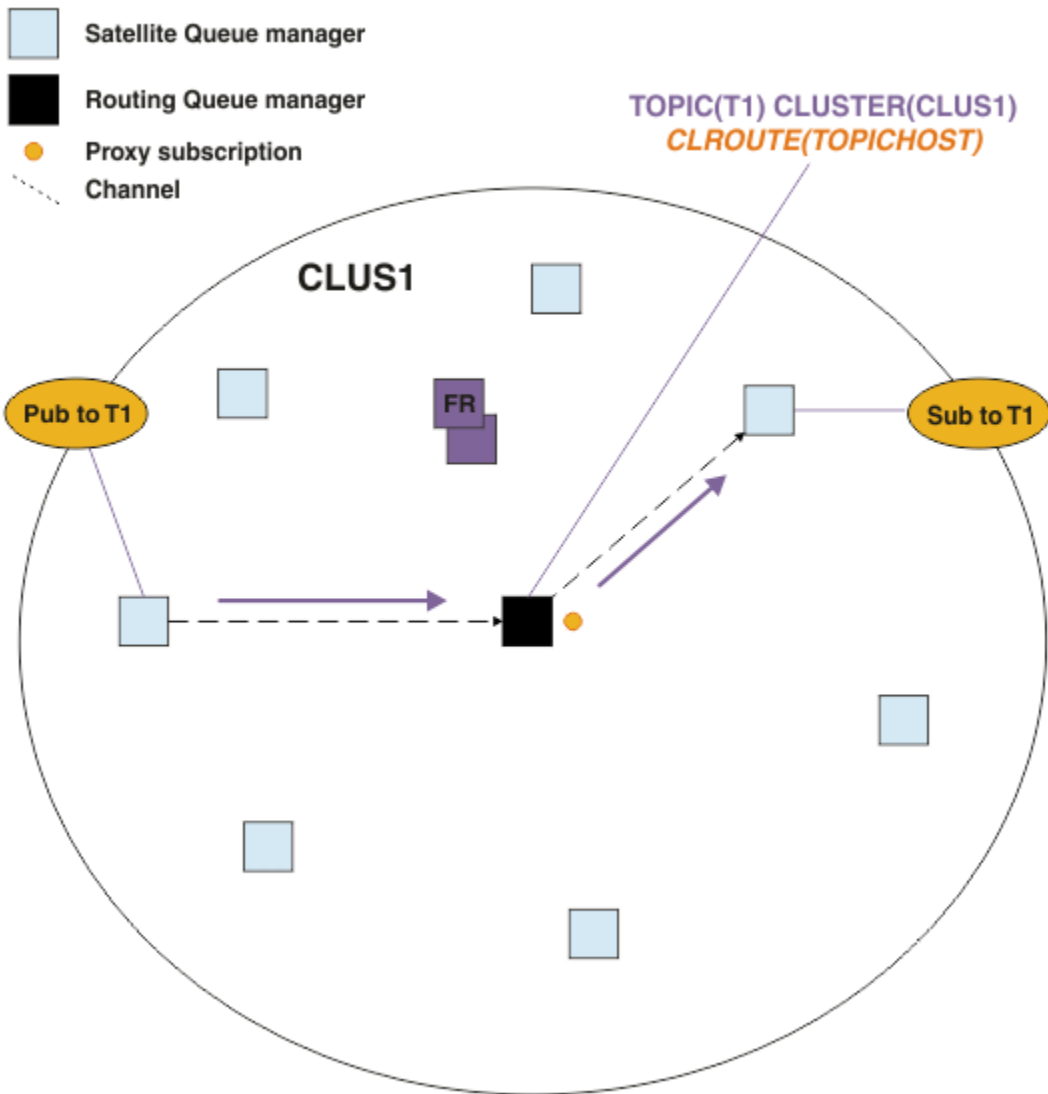 Satellite Queue manager
Routing Queue manager
Proxy subscription
Channel
TOPIC(T1) CLUSTER(CLUS1)
CLROUTE(TOPICHOST)
CLUS1
FR
Pub to T1
Sub to T1